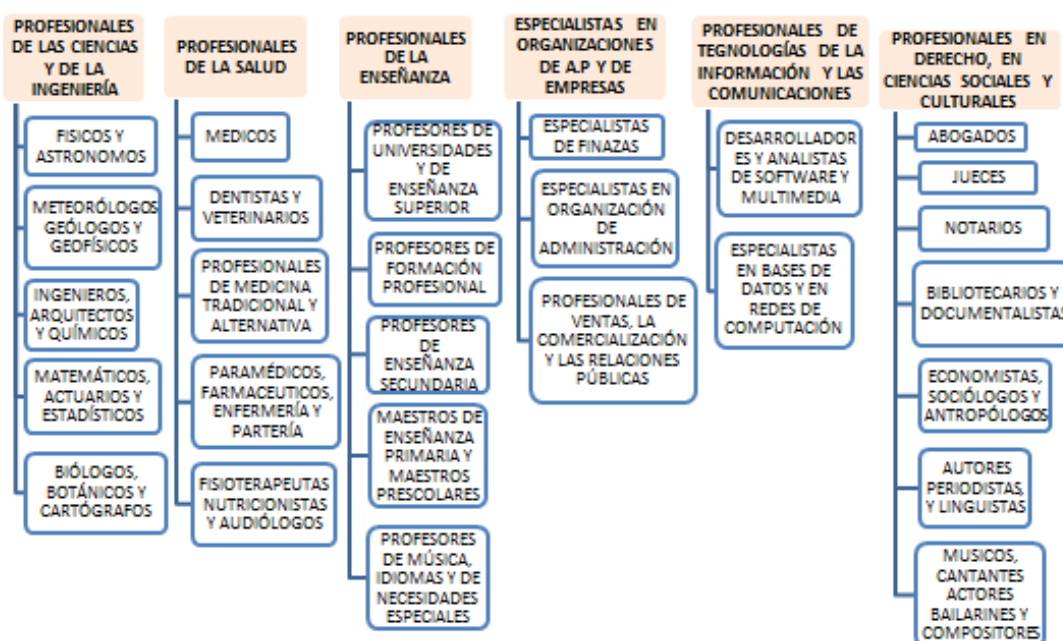 PROFESIONALES
DE LAS CIENCIAS
Y DE LA
INGENIERÍA
FISICOS Y
ASTRONOMOS
METEORÓLOGOS
GEÓLOGOS Y
GEOFÍSICOS
INGENIEROS,
ARQUITECTOS
Y QUÍMICOS
MATEMÁTICOS,
ACTUARIOS Y
ESTADÍSTICOS
BIÓLOGOS,
BOTÁNICOS Y
CARTÓGRAFOS
PROFESIONALES
DE LA SALUD
MEDICOS
DENTISTAS Y
VETERINARIOS
PROFESIONALES
DE MEDICINA
TRADICIONAL Y
ALTERNATIVA
PARAMÉDICOS,
FARMACEUTICOS,
ENFERMERÍA Y
PARTERÍA
FISIOTERAPEUTAS
NUTRICIONISTAS
Y AUDIÓLOGOS
PROFESIONALES
DE LA
ENSEÑANZA
PROFESORES DE
UNIVERSIDADES
Y DE
ENSEÑANZA
SUPERIOR
PROFESORES DE
FORMACIÓN
PROFESIONAL
PROFESORES
DE
ENSEÑANZA
SECUNDARIA
MAESTROS DE
ENSEÑANZA
PRIMARIA Y
MAESTROS
PRESCOLARES
PROFESORES
DE MÚSICA,
IDIOMAS Y DE
NECESIDADES
ESPECIALES
ESPECIALISTAS EN
ORGANIZACIONES
DE A.P Y DE
EMPRESAS
ESPECIALISTAS
DE FINAZAS
ESPECIALISTAS EN
ORGANIZACIÓN
DE
ADMINISTRACIÓN
PROFESIONALES DE
VENTAS, LA
COMERCIALIZACIÓN
Y LAS RELACIONES
PÚBLICAS
PROFESIONALES DE
TEGNOLOGÍAS DE LA
INFORMACIÓN Y LAS
COMUNICACIONES
DESARROLLADOR
ES Y ANALISTAS
DE SOFTWARE Y
MULTIMEDIA
ESPECIALISTAS
EN BASES DE
DATOS Y EN
REDES DE
COMPUTACIÓN
PROFESIONALES EN
DERECHO, EN
CIENCIAS SOCIALES Y
CULTURALES
ABOGADOS
JUECES
NOTARIOS
BIBLIOTECARIOS Y
DOCUMENTALISTAS
ECONOMISTAS,
SOCIÓLOGOS Y
ANTROPÓLOGOS
AUTORES
PERIODISTAS,
Y LINGUISTAS
MUSICOS,
CANTANTES
ACTORES
BAILARINES Y
COMPOSITORES